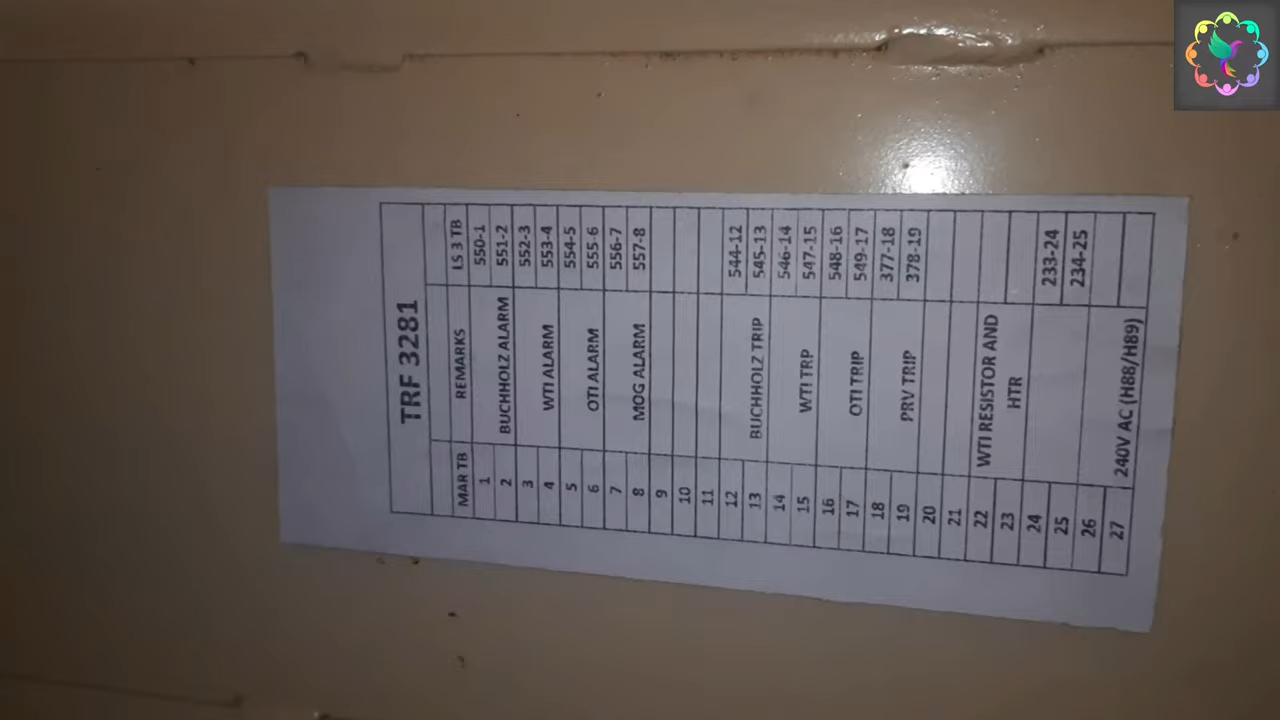 TRF 3281
MAR TB REMARKS LS 3 TB
1 550-1
2 BUCHHOLZ ALARM 551-2
3 552-3
4 WTI ALARM 553-4
5 554-5
6 OTI ALARM 555-6
7 556-7
8 MOG ALARM 557-8
9
10
11
12 544-12
13 BUCHHOLZ TRIP 545-13
14 546-14
15 WTI TRP 547-15
16 548-16
17 OTI TRIP 549-17
18 377-18
19 PRV TRIP 378-19
20
21
22 WTI RESISTOR AND
23 HTR
24 233-24
25 234-25
26
27 240V AC (H88/H89)